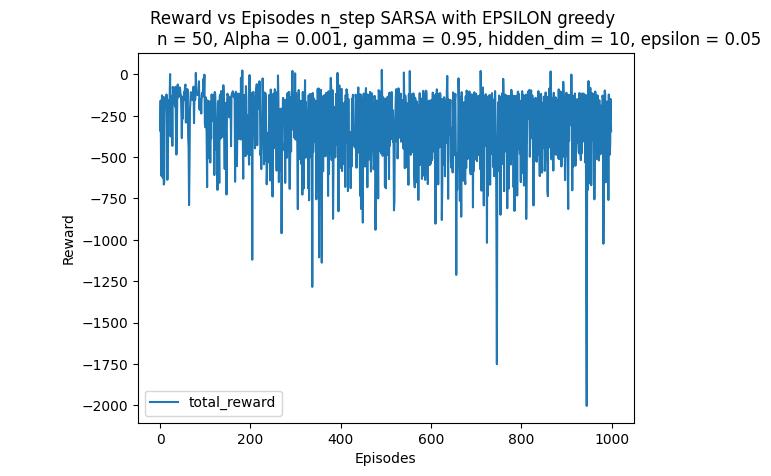 Reward vs Episodes n_step SARSA with EPSILON greedy
n = 50, Alpha = 0.001, gamma = 0.95, hidden_dim = 10, epsilon = 0.05
0
−250
−500
−750
−1000
−1250
−1500
−1750
−2000
Reward
total_reward
0 200 400 600 800 1000
Episodes